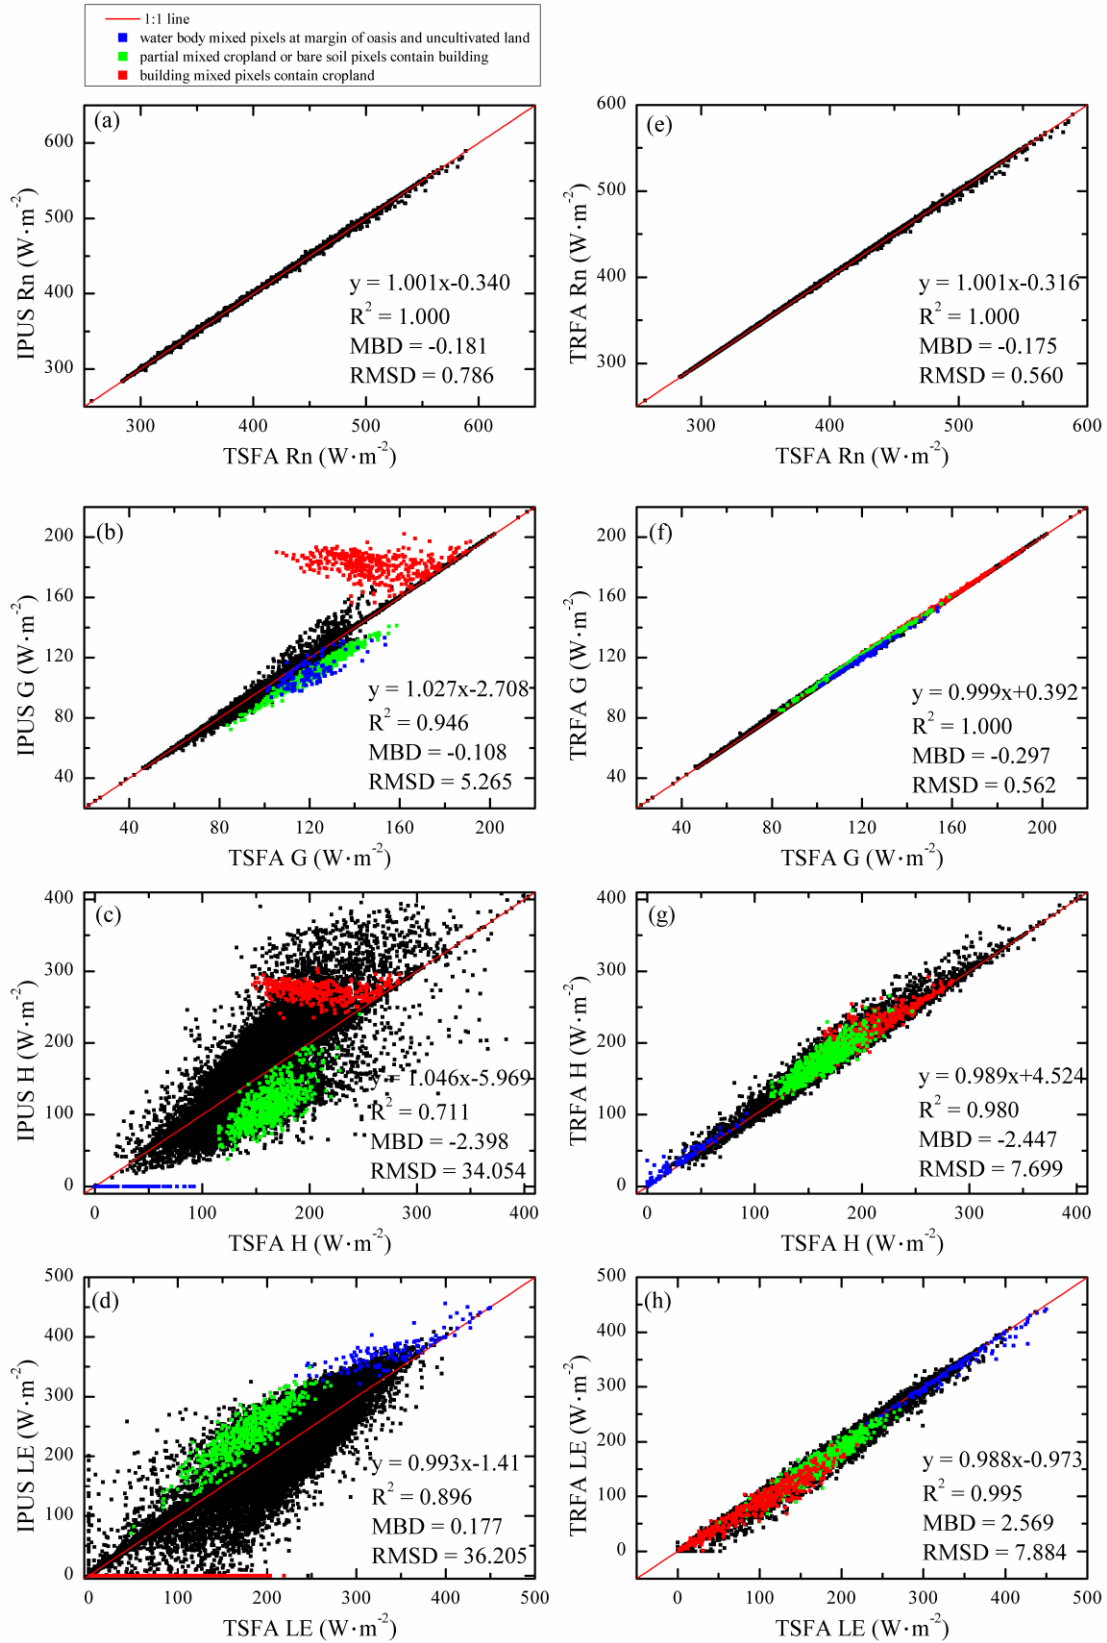 1:1 line
water body mixed pixels at margin of oasis and uncultivated land
partial mixed cropland or bare soil pixels contain building
building mixed pixels contain cropland
(a)
600
500
400
300
IPUS Rn (W·m⁻²)
y = 1.001x-0.340
R² = 1.000
MBD = -0.181
RMSD = 0.786
300 400 500 600
TSFA Rn (W·m⁻²)
(e)
600
500
400
300
TRFA Rn (W·m⁻²)
y = 1.001x-0.316
R² = 1.000
MBD = -0.175
RMSD = 0.560
300 400 500 600
TSFA Rn (W·m⁻²)
(b)
200
160
120
80
40
IPUS G (W·m⁻²)
y = 1.027x-2.708
R² = 0.946
MBD = -0.108
RMSD = 5.265
40 80 120 160 200
TSFA G (W·m⁻²)
(f)
200
160
120
80
40
TRFA G (W·m⁻²)
y = 0.999x+0.392
R² = 1.000
MBD = -0.297
RMSD = 0.562
40 80 120 160 200
TSFA G (W·m⁻²)
(c)
400
300
200
100
0
IPUS H (W·m⁻²)
y = 1.046x-5.969
R² = 0.711
MBD = -2.398
RMSD = 34.054
0 100 200 300 400
TSFA H (W·m⁻²)
(g)
400
300
200
100
0
TRFA H (W·m⁻²)
y = 0.989x+4.524
R² = 0.980
MBD = -2.447
RMSD = 7.699
0 100 200 300 400
TSFA H (W·m⁻²)
(d)
500
400
300
200
100
0
IPUS LE (W·m⁻²)
y = 0.993x-1.41
R² = 0.896
MBD = 0.177
RMSD = 36.205
0 100 200 300 400 500
TSFA LE (W·m⁻²)
(h)
500
400
300
200
100
0
TRFA LE (W·m⁻²)
y = 0.988x-0.973
R² = 0.995
MBD = 2.569
RMSD = 7.884
0 100 200 300 400 500
TSFA LE (W·m⁻²)